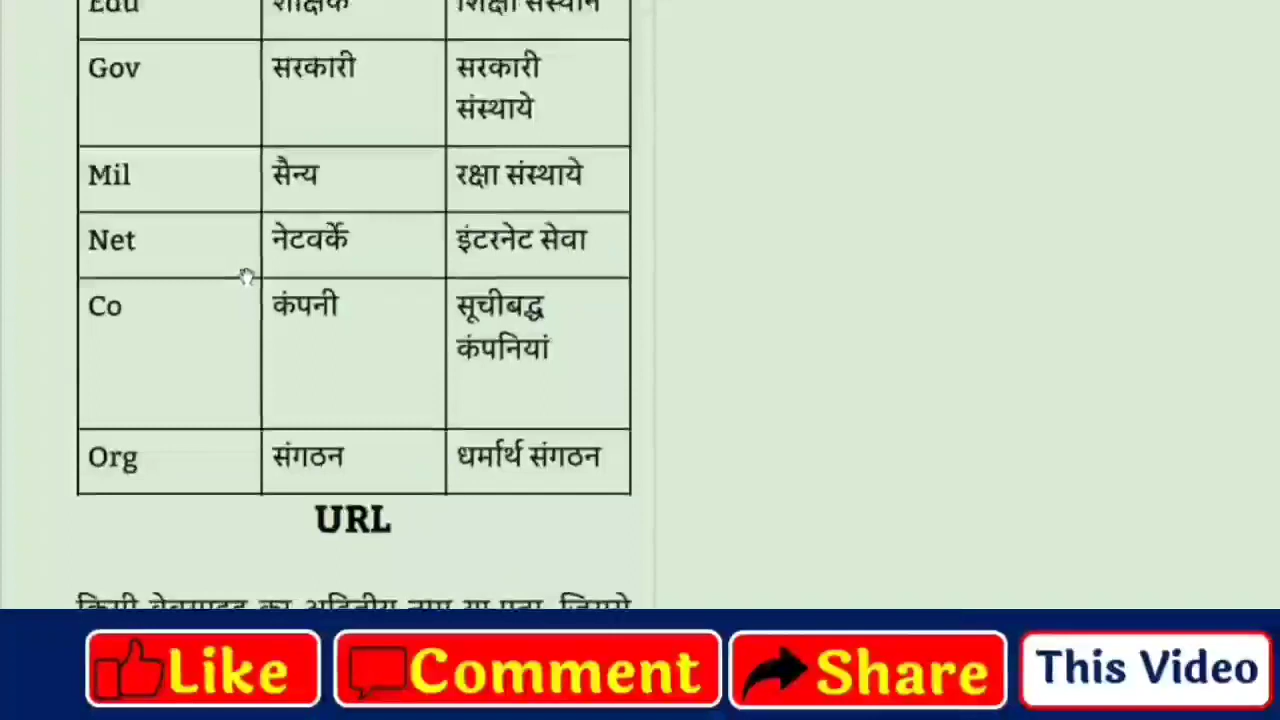 Edu शैक्षिक शिक्षा संस्थान
Gov सरकारी सरकारी
संस्थाये
Mil सैन्य रक्षा संस्थाये
Net नेटवर्के इंटरनेट सेवा
Co कंपनी सूचीबद्ध
कंपनियां
Org संगठन धर्मार्थ संगठन
URL
किसी वेबसाइट का अद्वितीय नाम या पता, जिससे
Like Comment Share This Video